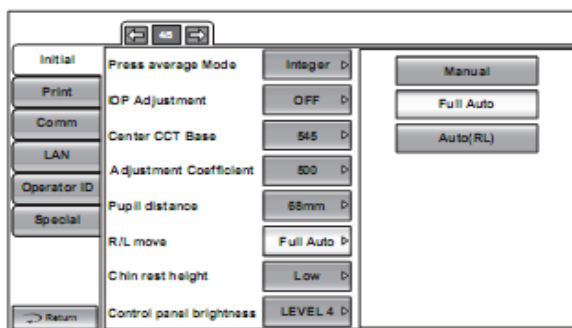 4/5
Initial
Print
Comm
LAN
Operator ID
Special
Return
Press average Mode Integer
IOP Adjustment OFF
Center CCT Base 545
Adjustment Coefficient 500
Pupil distance 65mm
R/L move Full Auto
Chin rest height Low
Control panel brightness LEVEL 4
Manual
Full Auto
Auto(RL)